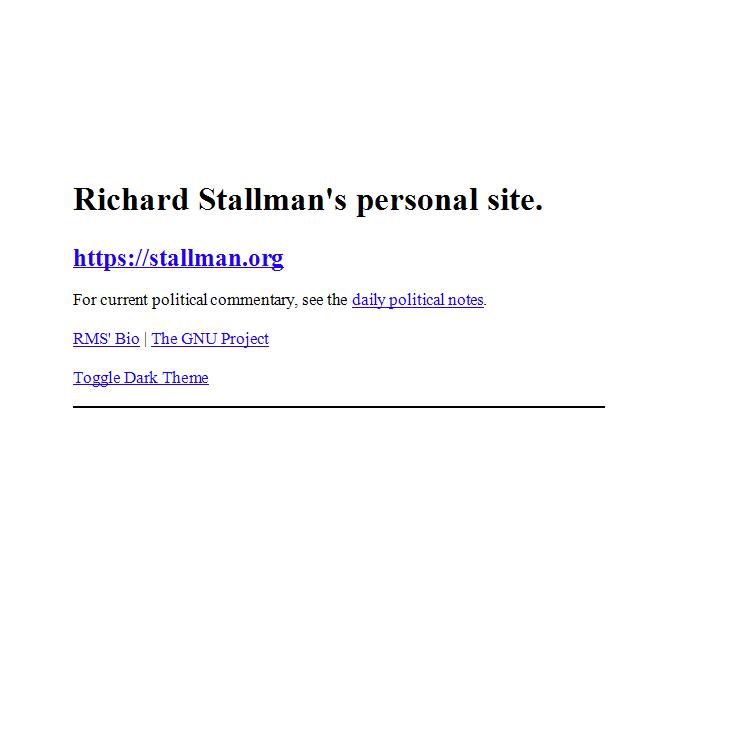 Richard Stallman's personal site.
https://stallman.org
For current political commentary, see the daily political notes.
RMS' Bio | The GNU Project
Toggle Dark Theme